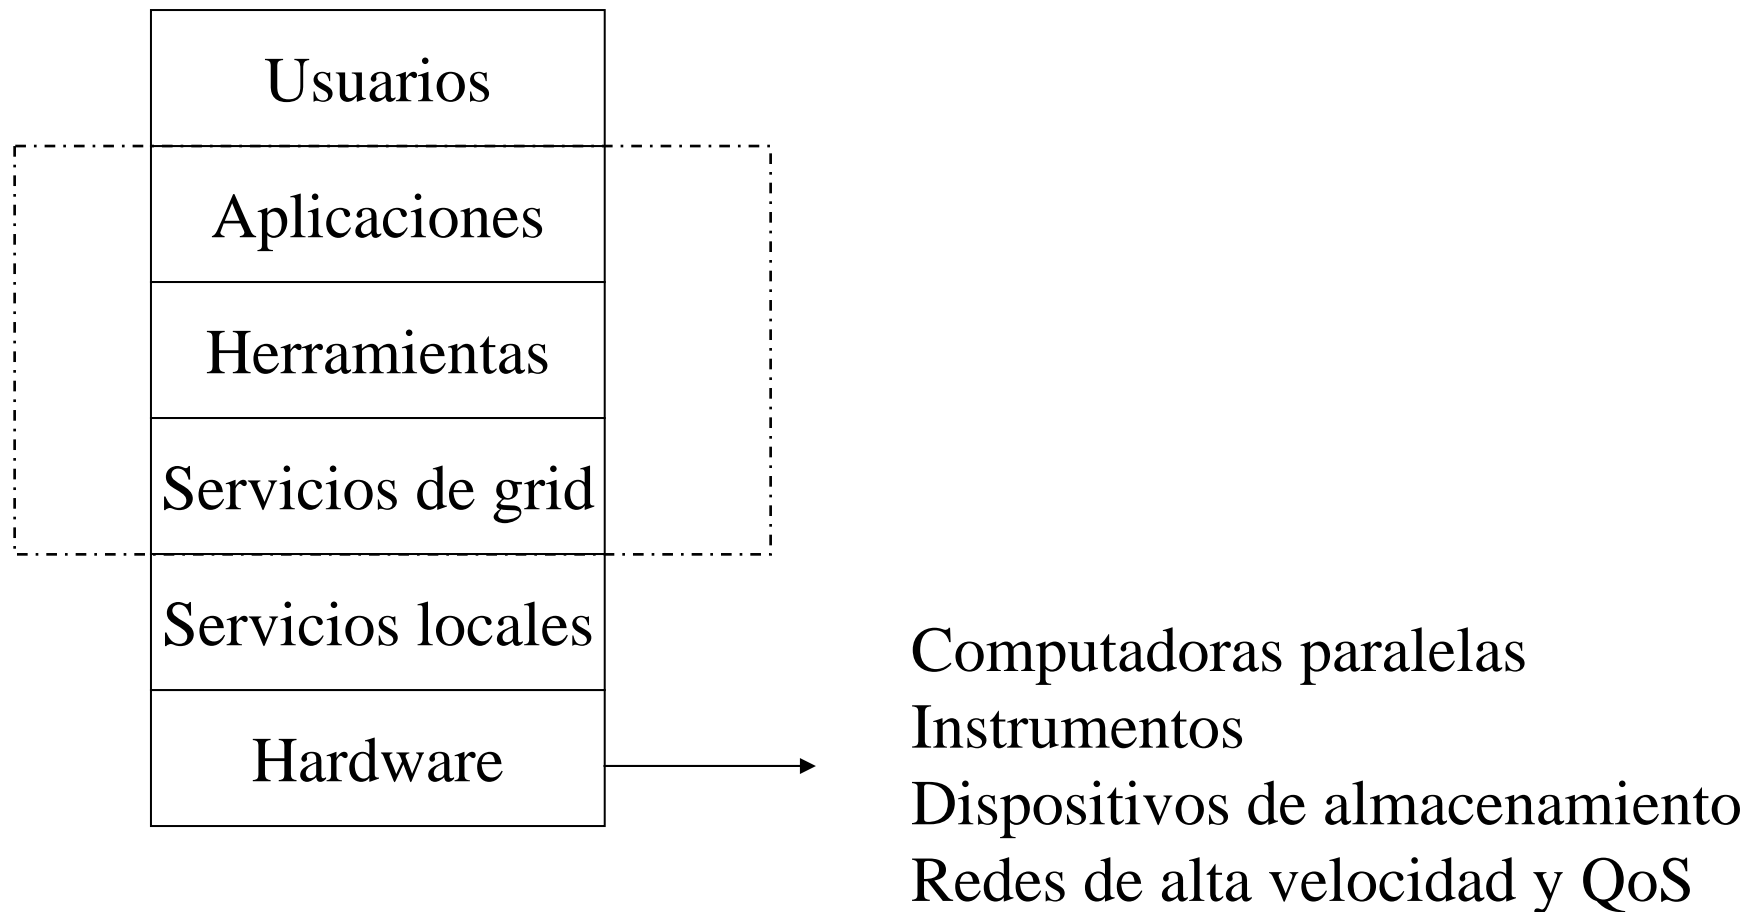 Usuarios
Aplicaciones
Herramientas
Servicios de grid
Servicios locales
Hardware
Computadoras paralelas
Instrumentos
Dispositivos de almacenamiento
Redes de alta velocidad y QoS